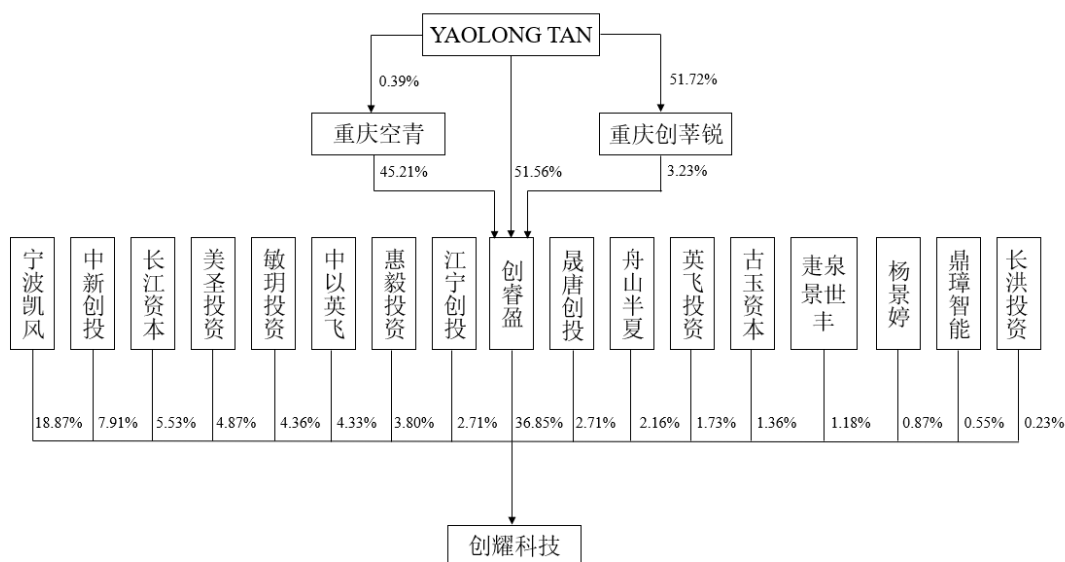 YAOLONG TAN
0.39%
51.72%
重庆空青
重庆创莘锐
45.21%
51.56%
3.23%
宁波凯风
中新创投
长江资本
美圣投资
敏玥投资
中以英飞
惠毅投资
江宁创投
创睿盈
晟唐创投
舟山半夏
英飞投资
古玉资本
疌泉
景世
丰
杨景婷
鼎璋智能
长洪投资
18.87%
7.91%
5.53%
4.87%
4.36%
4.33%
3.80%
2.71%
36.85%
2.71%
2.16%
1.73%
1.36%
1.18%
0.87%
0.55%
0.23%
创耀科技